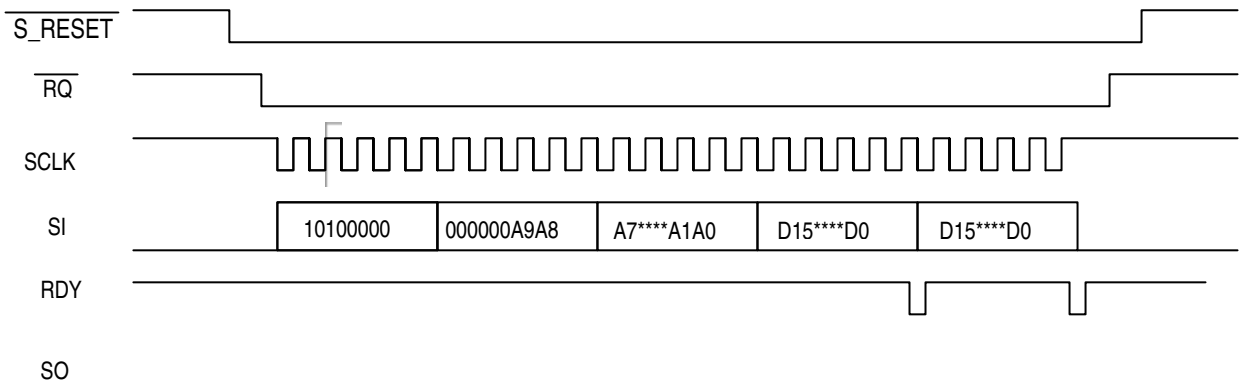 S_RESET
RQ
SCLK
SI 10100000 000000A9A8 A7****A1A0 D15****D0 D15****D0
RDY
SO